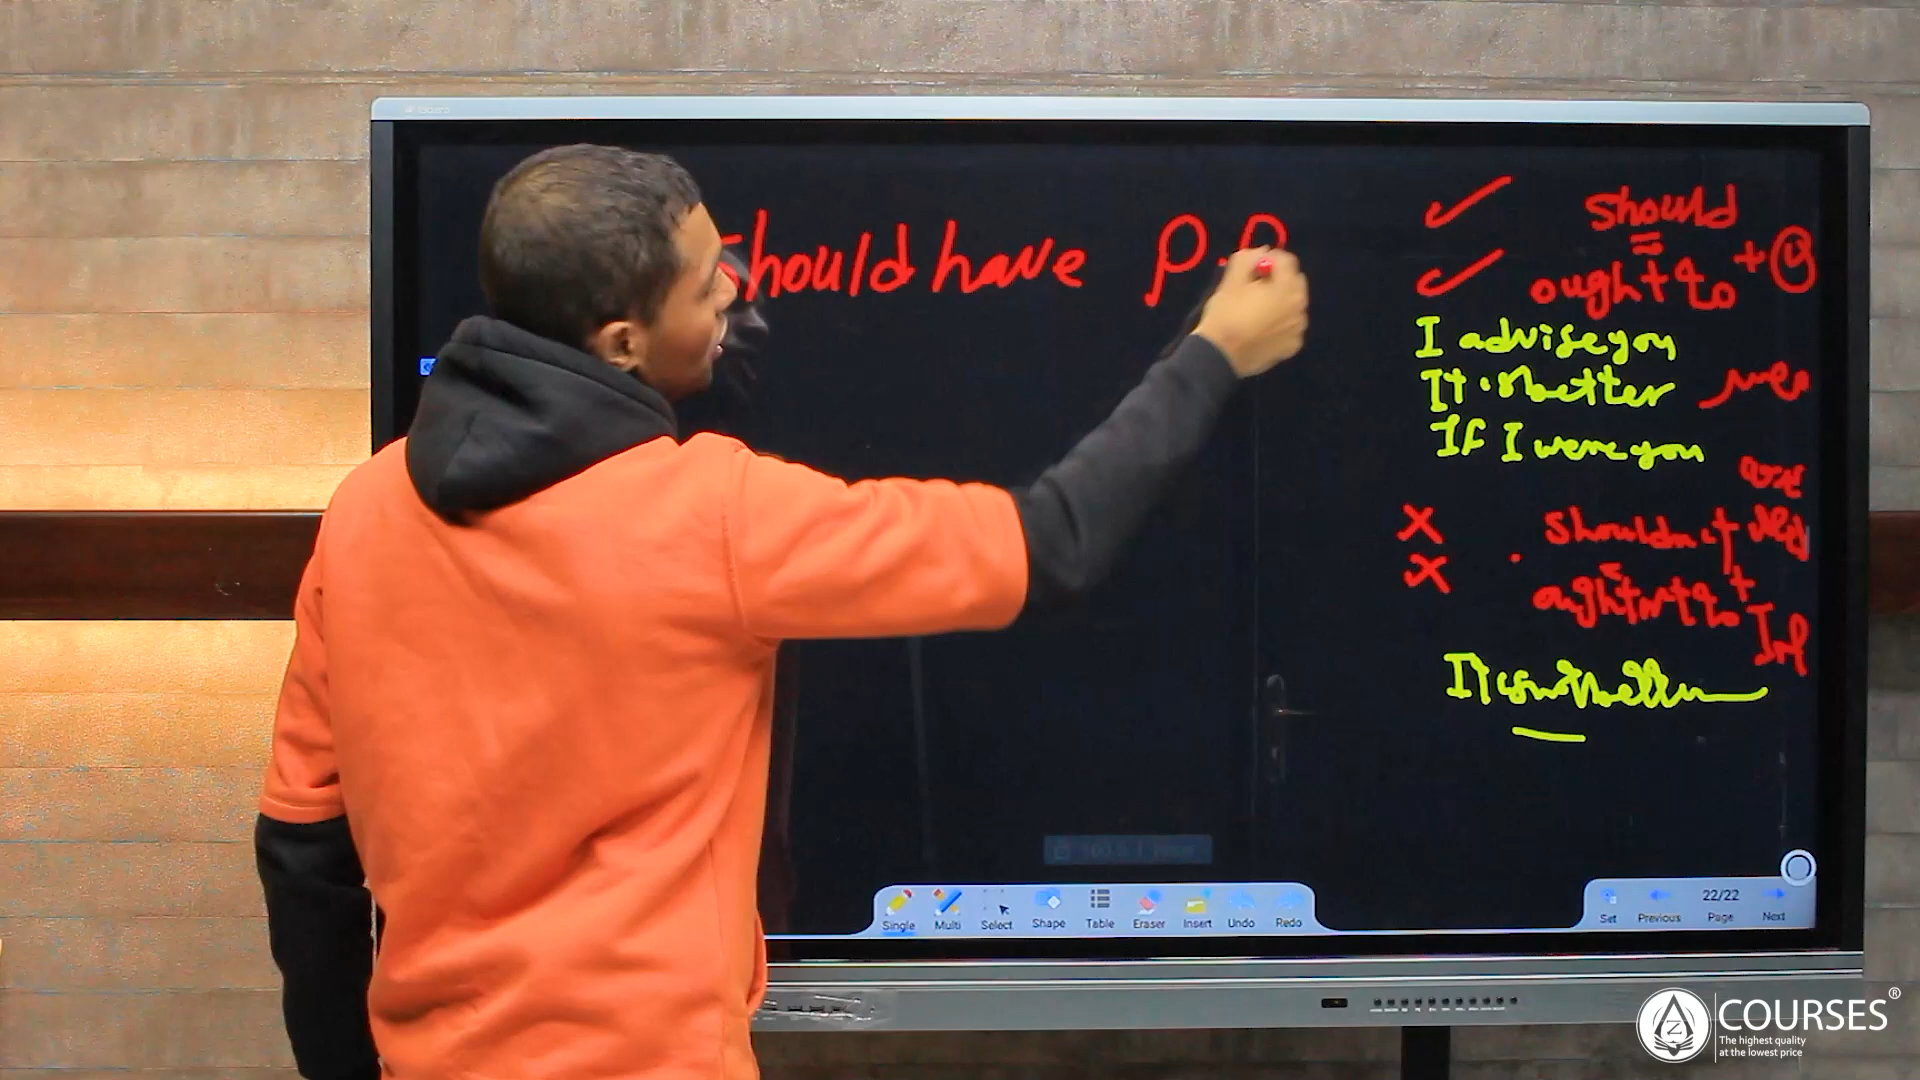 should have P.P
should
ought to +
I advise you
It is better
If I were you
shouldn't
oughtn't to +
Inf
Single Multi Select Shape Table Eraser Insert Undo Redo
Set Previous 22/22 Page Next
COURSES®
The highest quality
at the lowest price